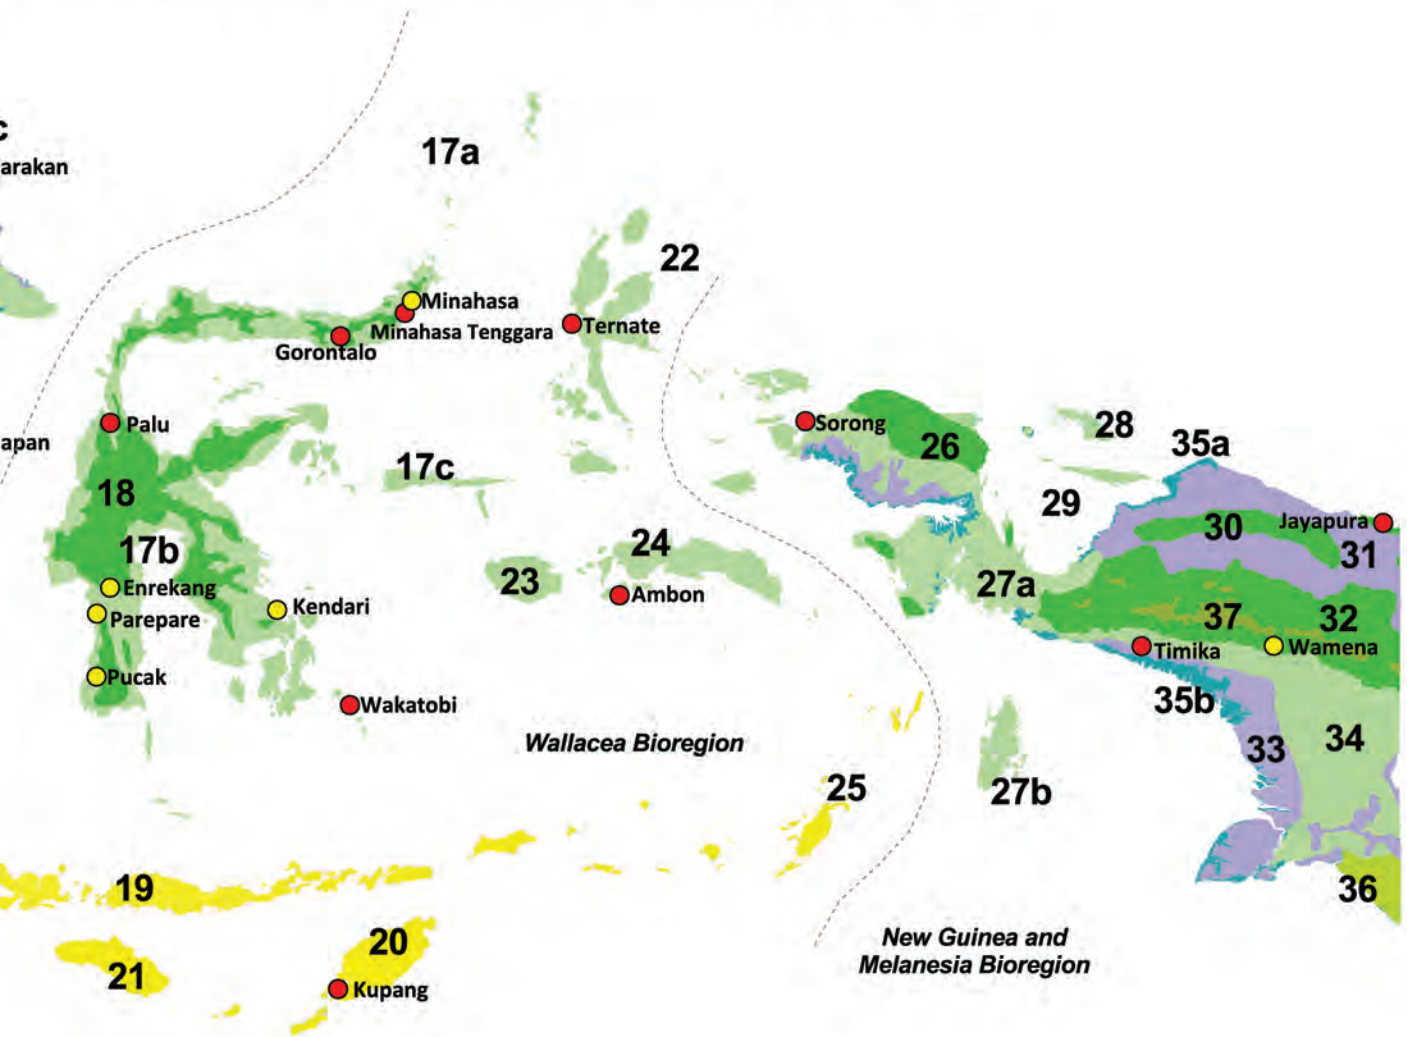 c
17a
arakan
22
Minahasa
Minahasa Tenggara
Ternate
Gorontalo
Palu
Sorong
28
apan
26
35a
17c
18
29
Jayapura
30
24
17b
31
23
27a
Enrekang
Ambon
Kendari
Parepare
37
32
Timika
Wamena
Pucak
35b
Wakatobi
34
Wallacea Bioregion
33
25
27b
19
36
20
New Guinea and
Melanesia Bioregion
21
Kupang